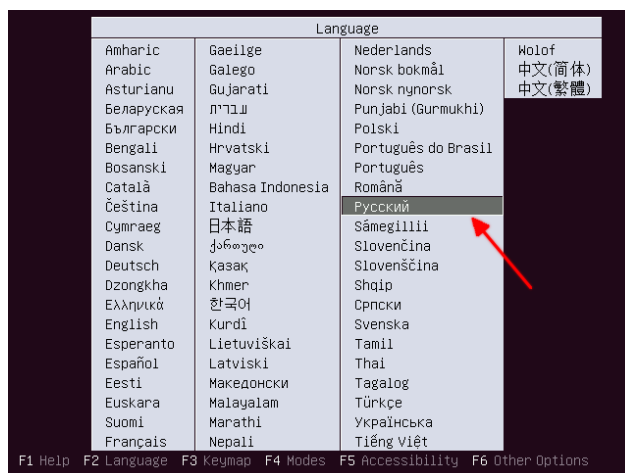 Language
Amharic
Arabic
Asturianu
Беларуская
Български
Bengali
Bosanski
Català
Čeština
Cymraeg
Dansk
Deutsch
Dzongkha
Ελληνικά
English
Esperanto
Español
Eesti
Euskara
Suomi
Français
Gaeilge
Galego
Gujarati
עברית
Hindi
Hrvatski
Magyar
Bahasa Indonesia
Italiano
日本語
ქართული
Қазақ
Khmer
한국어
Kurdî
Lietuviškai
Latviski
Македонски
Malayalam
Marathi
Nepali
Nederlands
Norsk bokmål
Norsk nynorsk
Punjabi (Gurmukhi)
Polski
Português do Brasil
Português
Română
Русский
Sámegillii
Slovenčina
Slovenščina
Shqip
Српски
Svenska
Tamil
Thai
Tagalog
Türkçe
Українська
Tiếng Việt
Wolof
中文(简体)
中文(繁體)
F1 Help F2 Language F3 Keymap F4 Modes F5 Accessibility F6 Other Options